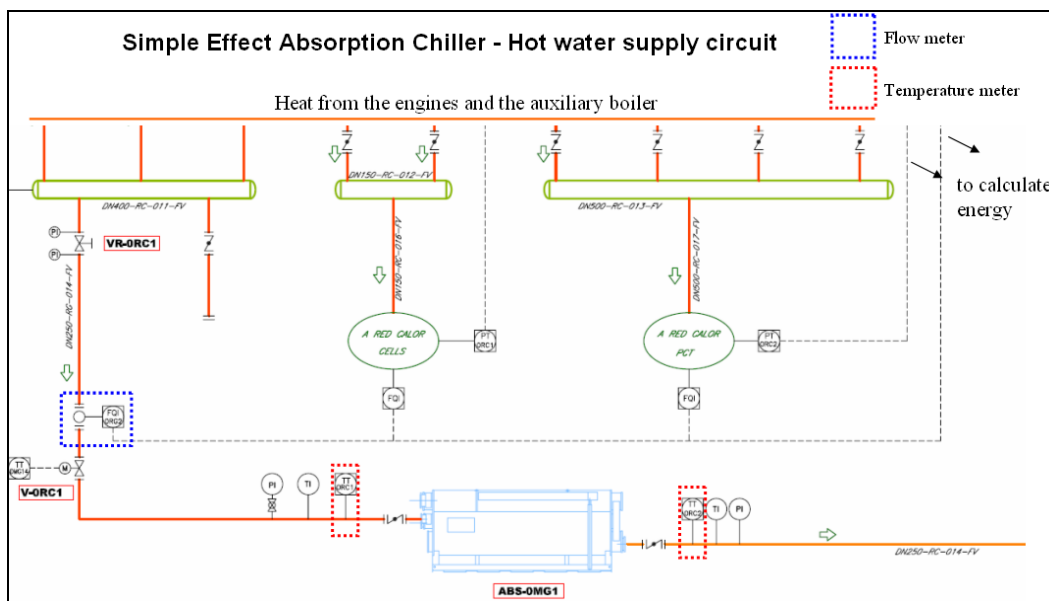 Simple Effect Absorption Chiller - Hot water supply circuit
Flow meter
Temperature meter
Heat from the engines and the auxiliary boiler
to calculate
energy
DN400-RC-011-FV
DN150-RC-012-FV
DN500-RC-013-FV
PI
VR-0RC1
PI
DN250-RC-014-FV
DN150-RC-016-FV
DN500-RC-017-FV
A RED CALOR
CELLS
PT
0RC1
A RED CALOR
PCT
PT
0RC2
FQI
0RC3
FQI
FQI
TT
0MG14
M
V-0RC1
PI
TI
TT
0RC1
TT
0RC2
TI
PI
DN250-RC-014-FV
ABS-0MG1